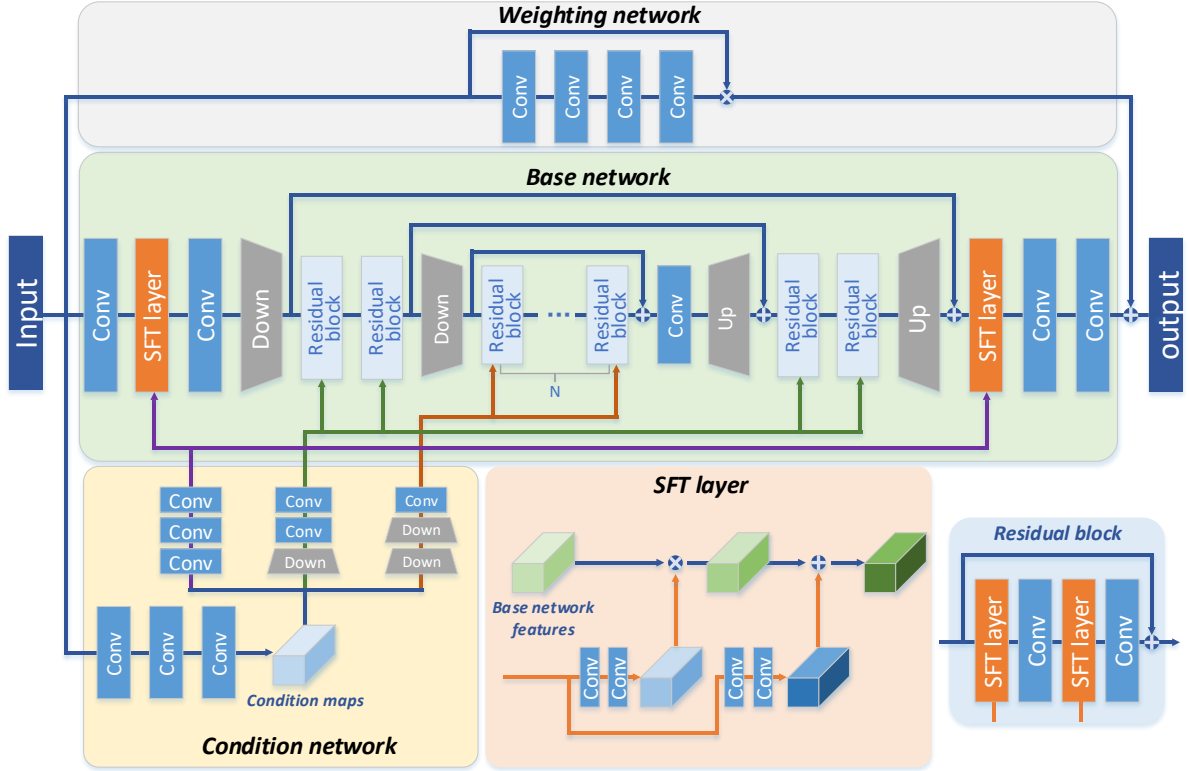 Weighting network
Conv
Conv
Conv
Conv
Base network
Input
Conv
SFT layer
Conv
Down
Residual
block
Residual
block
Down
Residual
block
...
Residual
block
Conv
Up
Residual
block
Residual
block
Up
SFT layer
Conv
Conv
output
N
Conv
Conv
Conv
Conv
Conv
Down
Conv
Down
Down
Conv
Conv
Conv
Condition maps
Condition network
SFT layer
Base network
features
Conv
Conv
Conv
Conv
Residual block
SFT layer
Conv
SFT layer
Conv